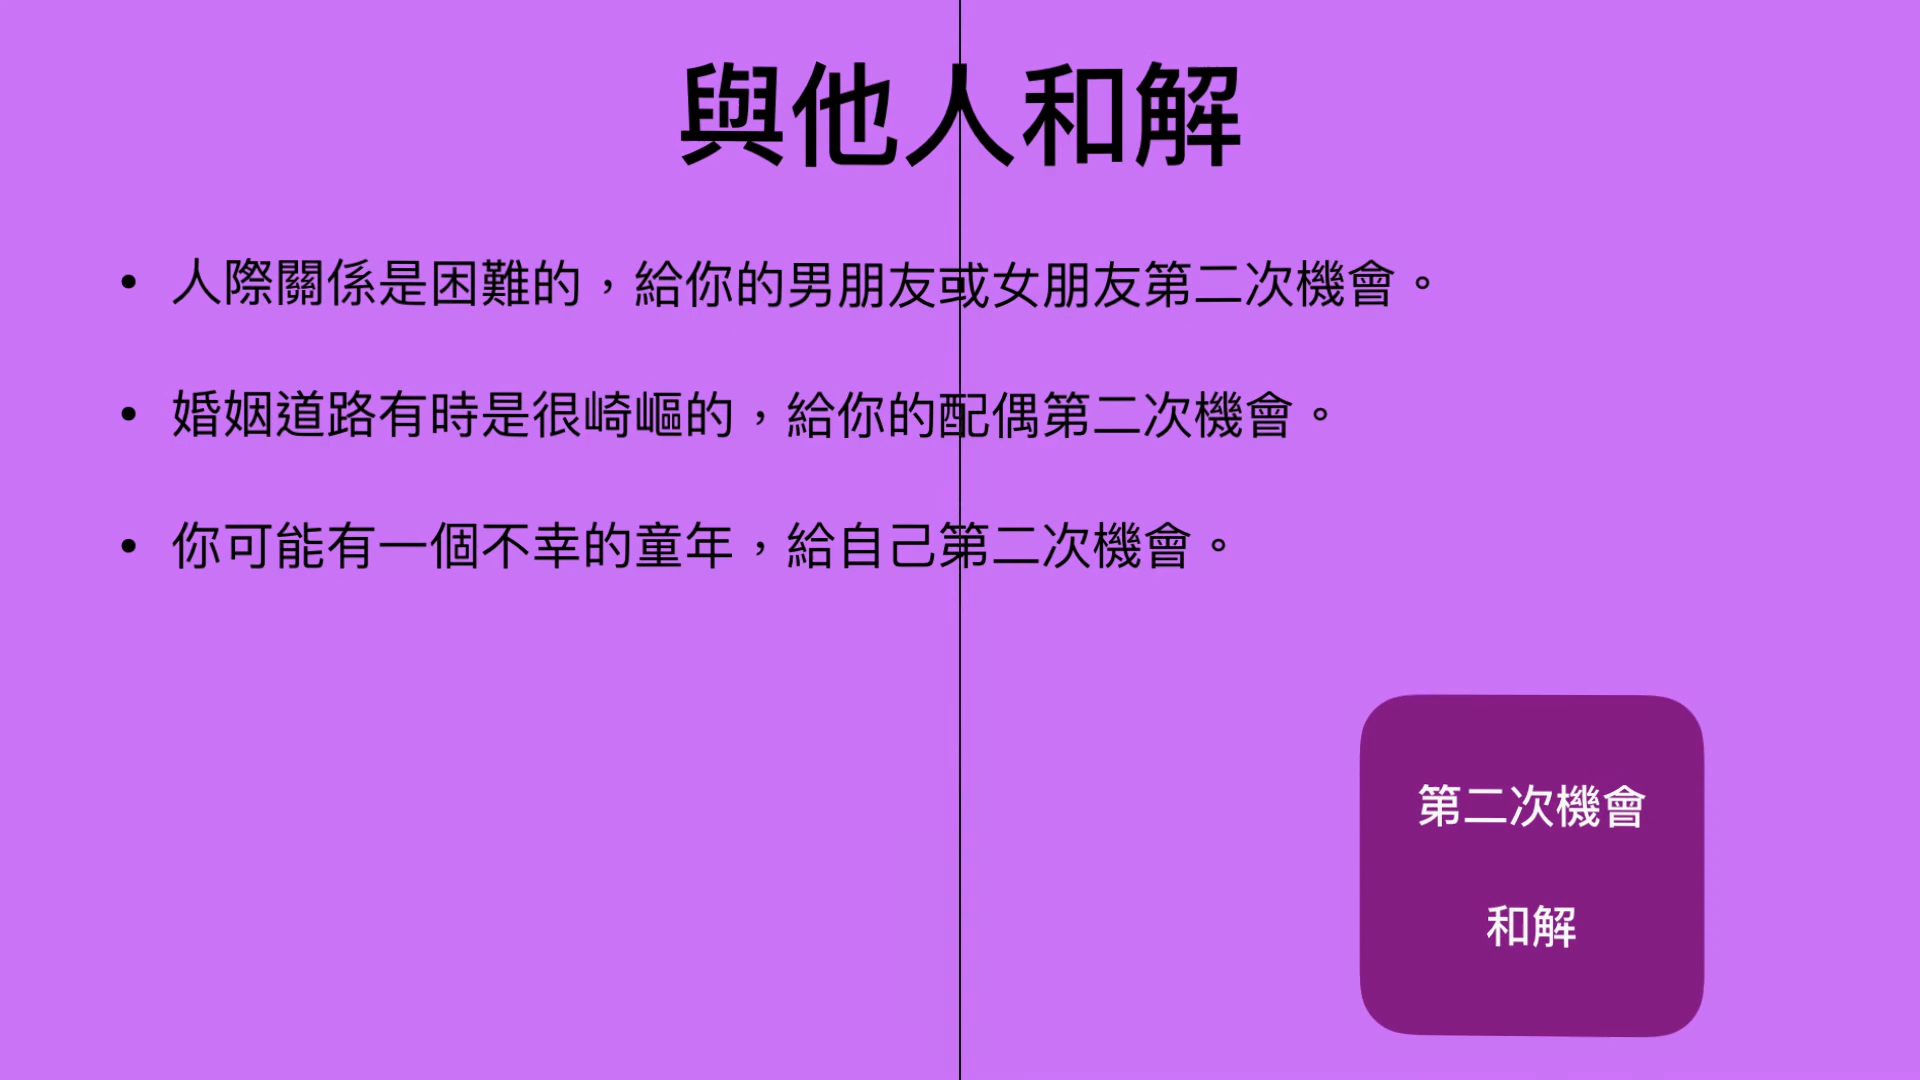 與他人和解
• 人際關係是困難的，給你的男朋友或女朋友第二次機會。
• 婚姻道路有時是很崎嶇的，給你的配偶第二次機會。
• 你可能有一個不幸的童年，給自己第二次機會。
第二次機會
和解